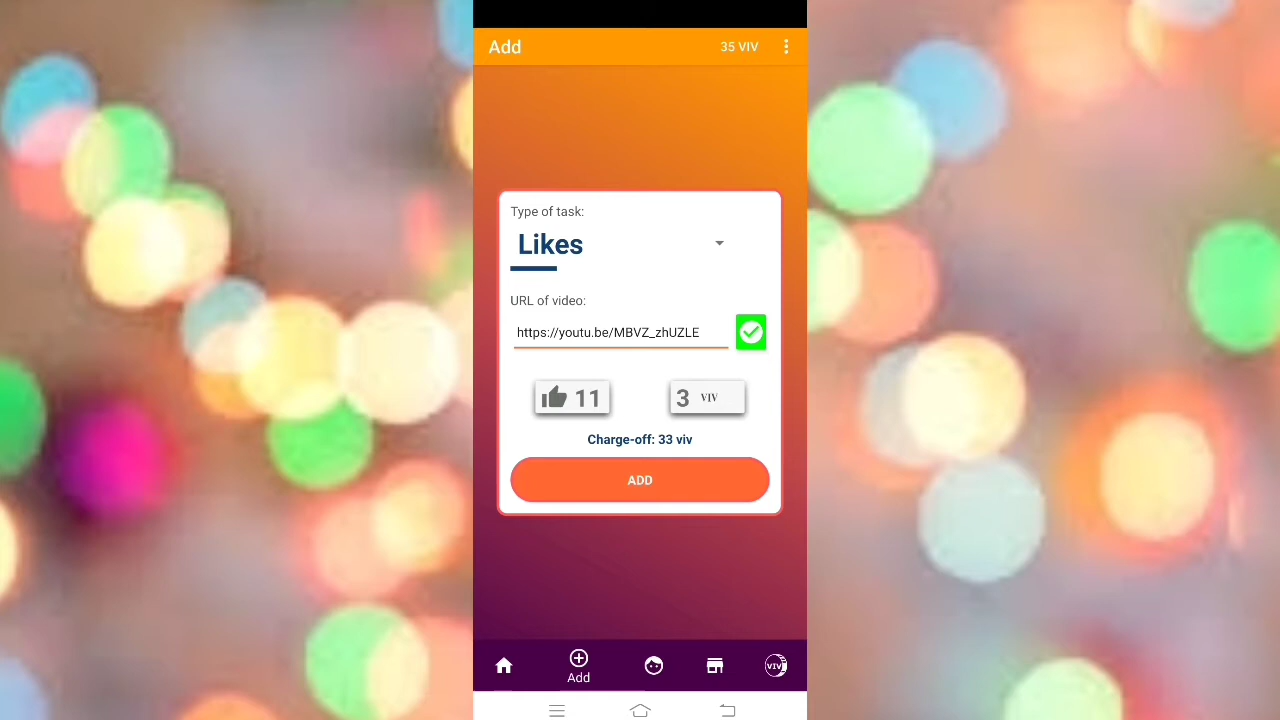 Add
35 VIV
Type of task:
Likes
URL of video:
https://youtu.be/MBVZ_zhUZLE
11
3 VIV
Charge-off: 33 viv
ADD
Add
VIV